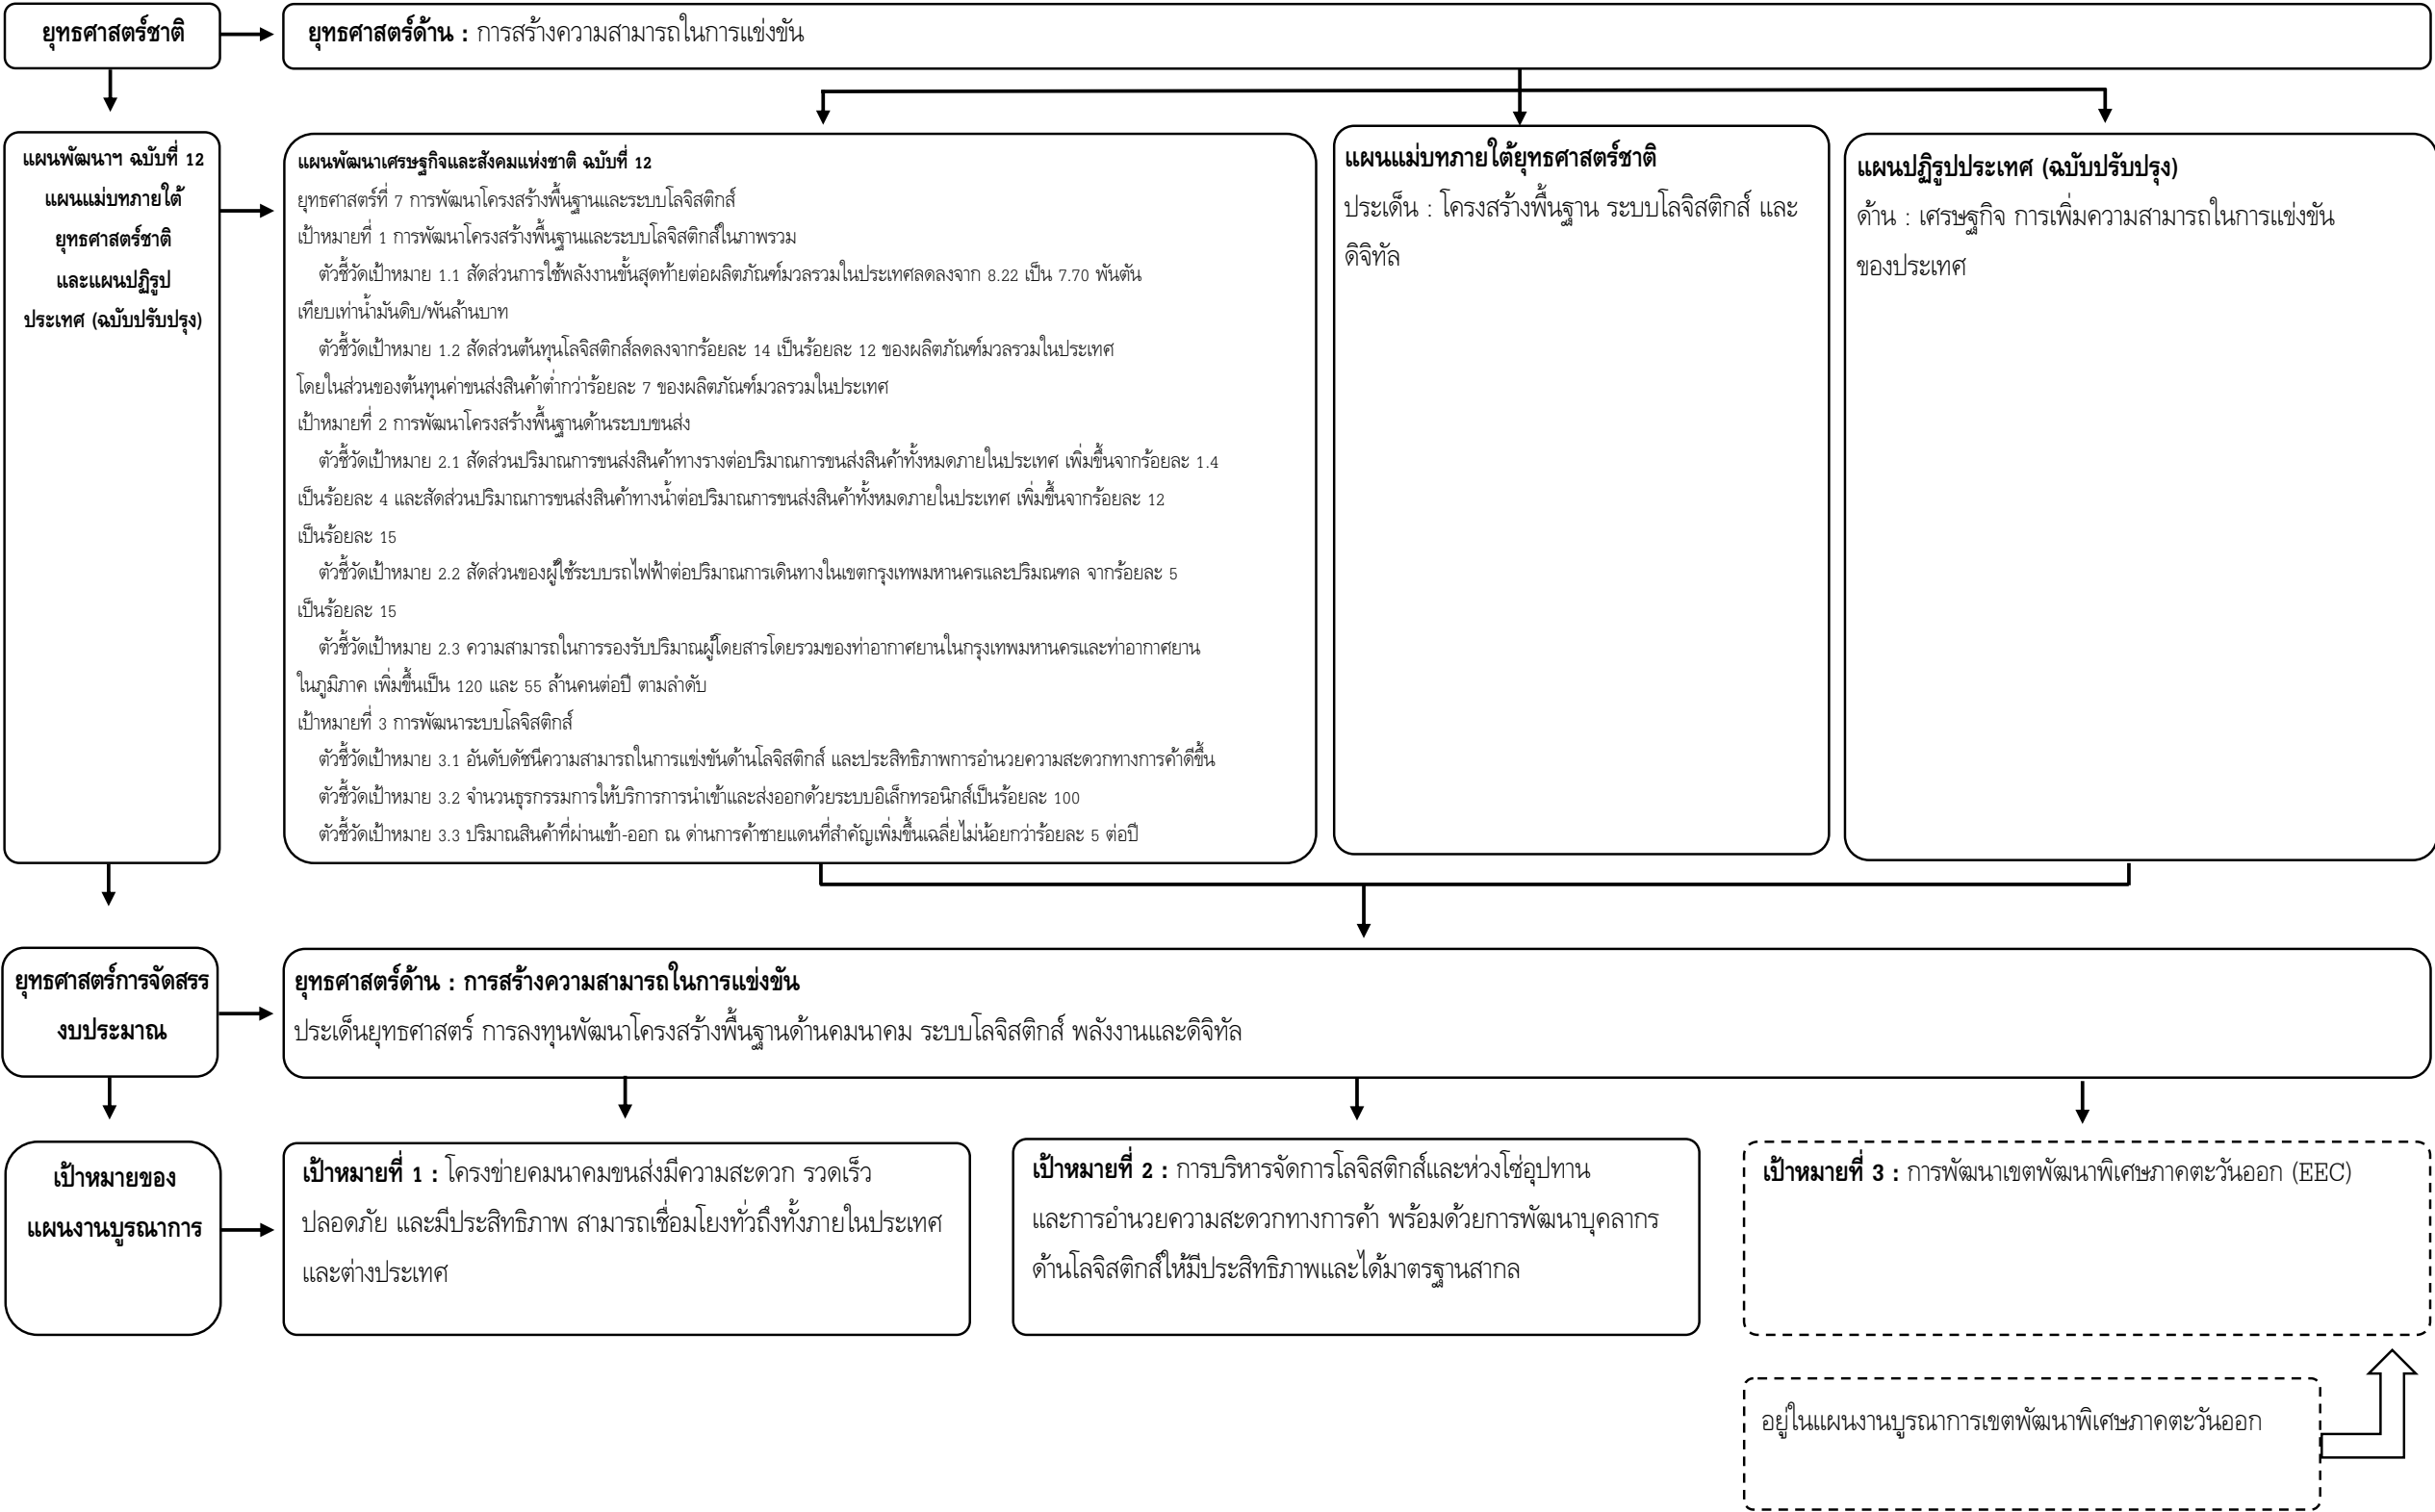 ยุทธศาสตร์ชาติ
ยุทธศาสตร์ด้าน : การสร้างความสามารถในการแข่งขัน
แผนพัฒนาฯ ฉบับที่ 12
แผนแม่บทภายใต้
ยุทธศาสตร์ชาติ
และแผนปฏิรูป
ประเทศ (ฉบับปรับปรุง)
แผนพัฒนาเศรษฐกิจและสังคมแห่งชาติ ฉบับที่ 12
ยุทธศาสตร์ที่ 7 การพัฒนาโครงสร้างพื้นฐานและระบบโลจิสติกส์
เป้าหมายที่ 1 การพัฒนาโครงสร้างพื้นฐานและระบบโลจิสติกส์ในภาพรวม
ตัวชี้วัดเป้าหมาย 1.1 สัดส่วนการใช้พลังงานขั้นสุดท้ายต่อผลิตภัณฑ์มวลรวมในประเทศลดลงจาก 8.22 เป็น 7.70 พันตัน
เทียบเท่าน้ำมันดิบ/พันล้านบาท
ตัวชี้วัดเป้าหมาย 1.2 สัดส่วนต้นทุนโลจิสติกส์ลดลงจากร้อยละ 14 เป็นร้อยละ 12 ของผลิตภัณฑ์มวลรวมในประเทศ
โดยในส่วนของต้นทุนค่าขนส่งสินค้าต่ำกว่าร้อยละ 7 ของผลิตภัณฑ์มวลรวมในประเทศ
เป้าหมายที่ 2 การพัฒนาโครงสร้างพื้นฐานด้านระบบขนส่ง
ตัวชี้วัดเป้าหมาย 2.1 สัดส่วนปริมาณการขนส่งสินค้าทางรางต่อปริมาณการขนส่งสินค้าทั้งหมดภายในประเทศ เพิ่มขึ้นจากร้อยละ 1.4
เป็นร้อยละ 4 และสัดส่วนปริมาณการขนส่งสินค้าทางน้ำต่อปริมาณการขนส่งสินค้าทั้งหมดภายในประเทศ เพิ่มขึ้นจากร้อยละ 12
เป็นร้อยละ 15
ตัวชี้วัดเป้าหมาย 2.2 สัดส่วนของผู้ใช้ระบบรถไฟฟ้าต่อปริมาณการเดินทางในเขตกรุงเทพมหานครและปริมณฑล จากร้อยละ 5
เป็นร้อยละ 15
ตัวชี้วัดเป้าหมาย 2.3 ความสามารถในการรองรับปริมาณผู้โดยสารโดยรวมของท่าอากาศยานในกรุงเทพมหานครและท่าอากาศยาน
ในภูมิภาค เพิ่มขึ้นเป็น 120 และ 55 ล้านคนต่อปี ตามลำดับ
เป้าหมายที่ 3 การพัฒนาระบบโลจิสติกส์
ตัวชี้วัดเป้าหมาย 3.1 อันดับดัชนีความสามารถในการแข่งขันด้านโลจิสติกส์ และประสิทธิภาพการอำนวยความสะดวกทางการค้าดีขึ้น
ตัวชี้วัดเป้าหมาย 3.2 จำนวนธุรกรรมการให้บริการการนำเข้าและส่งออกด้วยระบบอิเล็กทรอนิกส์เป็นร้อยละ 100
ตัวชี้วัดเป้าหมาย 3.3 ปริมาณสินค้าที่ผ่านเข้า-ออก ณ ด่านการค้าชายแดนที่สำคัญเพิ่มขึ้นเฉลี่ยไม่น้อยกว่าร้อยละ 5 ต่อปี
แผนแม่บทภายใต้ยุทธศาสตร์ชาติ
ประเด็น : โครงสร้างพื้นฐาน ระบบโลจิสติกส์ และ
ดิจิทัล
แผนปฏิรูปประเทศ (ฉบับปรับปรุง)
ด้าน : เศรษฐกิจ การเพิ่มความสามารถในการแข่งขัน
ของประเทศ
ยุทธศาสตร์การจัดสรร
งบประมาณ
ยุทธศาสตร์ด้าน : การสร้างความสามารถในการแข่งขัน
ประเด็นยุทธศาสตร์ การลงทุนพัฒนาโครงสร้างพื้นฐานด้านคมนาคม ระบบโลจิสติกส์ พลังงานและดิจิทัล
เป้าหมายของ
แผนงานบูรณาการ
เป้าหมายที่ 1 : โครงข่ายคมนาคมขนส่งมีความสะดวก รวดเร็ว
ปลอดภัย และมีประสิทธิภาพ สามารถเชื่อมโยงทั่วถึงทั้งภายในประเทศ
และต่างประเทศ
เป้าหมายที่ 2 : การบริหารจัดการโลจิสติกส์และห่วงโซ่อุปทาน
และการอำนวยความสะดวกทางการค้า พร้อมด้วยการพัฒนาบุคลากร
ด้านโลจิสติกส์ให้มีประสิทธิภาพและได้มาตรฐานสากล
เป้าหมายที่ 3 : การพัฒนาเขตพัฒนาพิเศษภาคตะวันออก (EEC)
อยู่ในแผนงานบูรณาการเขตพัฒนาพิเศษภาคตะวันออก